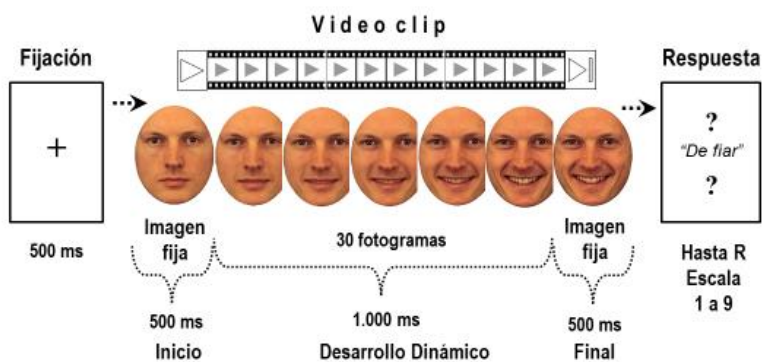 Video clip
Fijación
Respuesta
+
?
"De fiar"
?
Imagen
fija
30 fotogramas
Imagen
fija
500 ms
500 ms
1.000 ms
500 ms
Hasta R
Escala
1 a 9
Inicio
Desarrollo Dinámico
Final